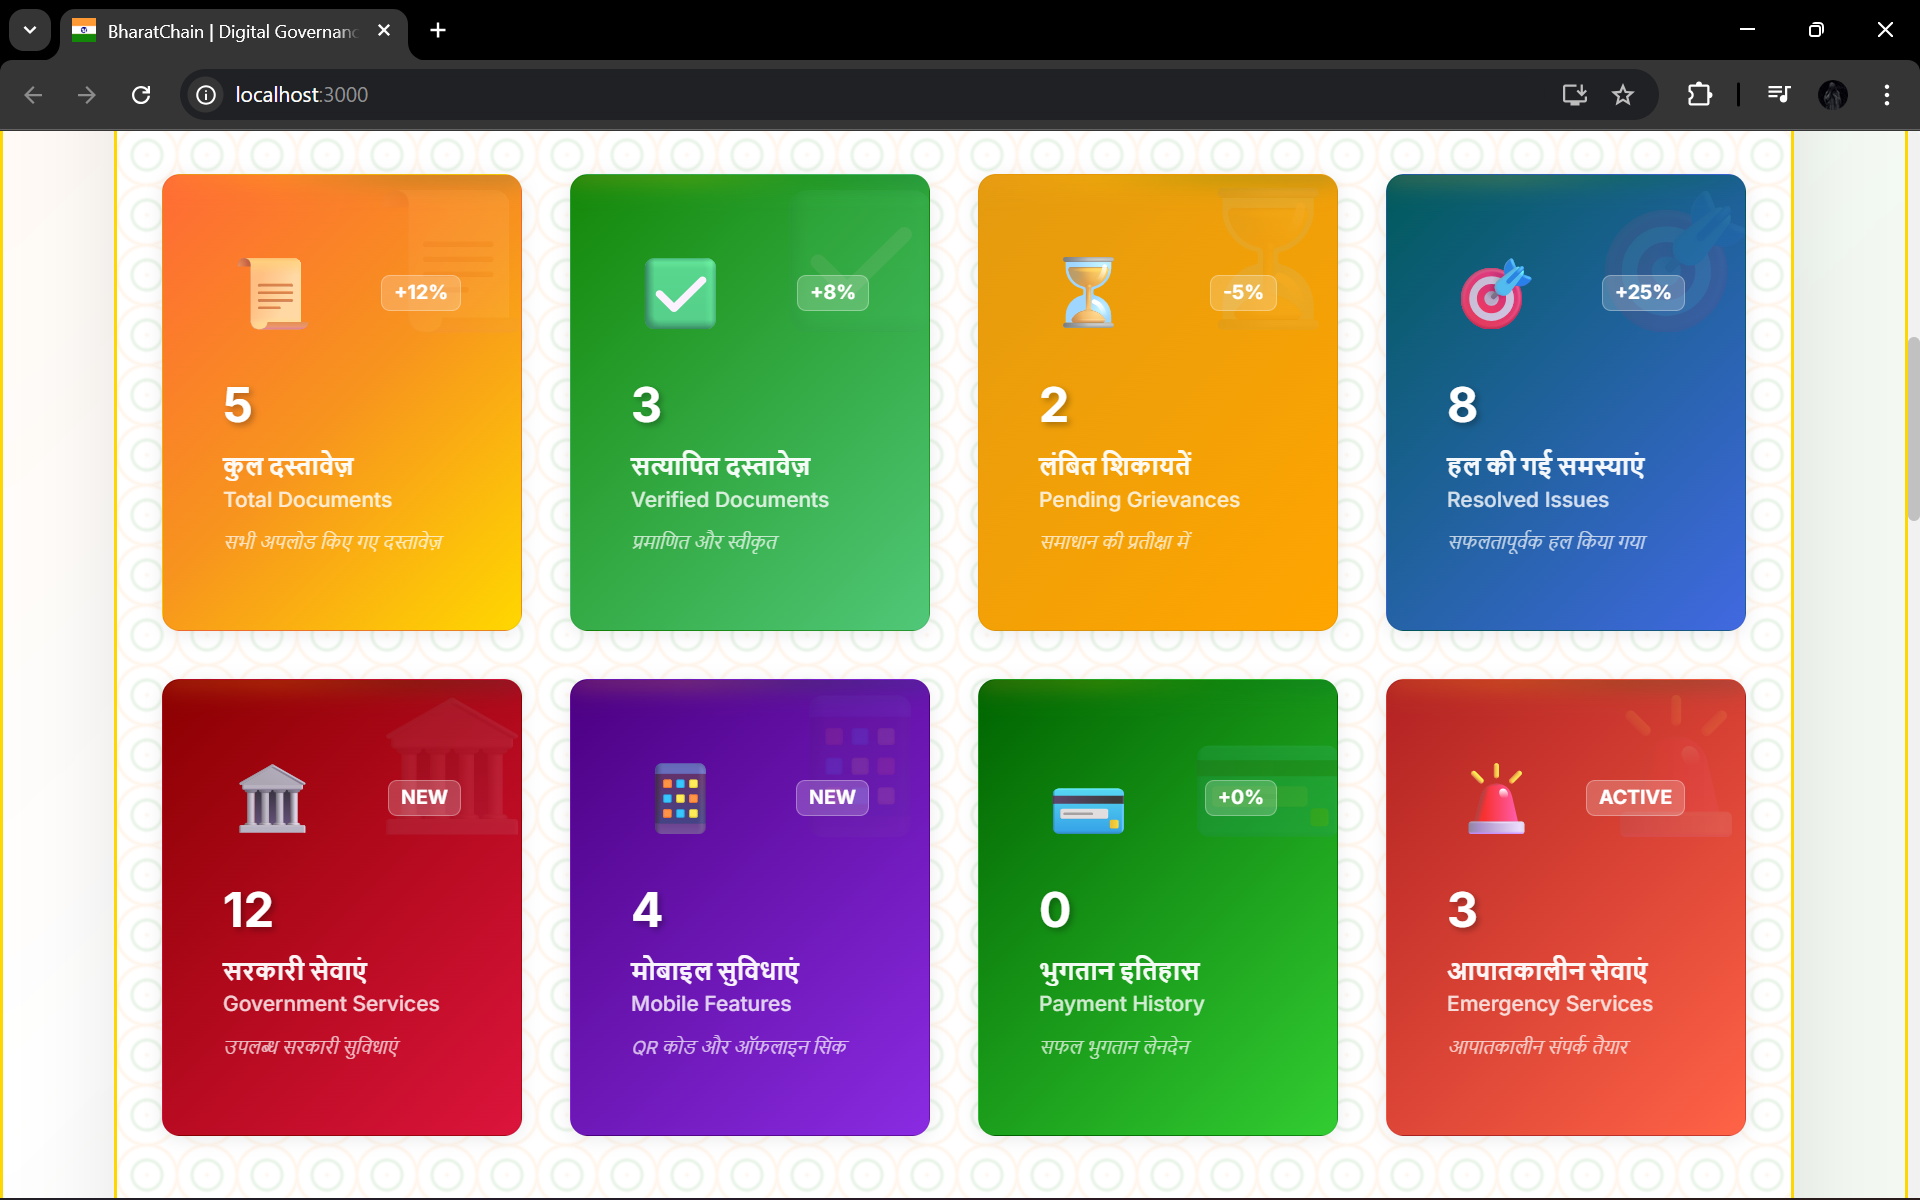 BharatChain | Digital Governanc
localhost:3000
+12%
5
कुल दस्तावेज़
Total Documents
सभी अपलोड किए गए दस्तावेज़
+8%
3
सत्यापित दस्तावेज़
Verified Documents
प्रमाणित और स्वीकृत
-5%
2
लंबित शिकायतें
Pending Grievances
समाधान की प्रतीक्षा में
+25%
8
हल की गई समस्याएं
Resolved Issues
सफलतापूर्वक हल किया गया
NEW
12
सरकारी सेवाएं
Government Services
उपलब्ध सरकारी सुविधाएं
NEW
4
मोबाइल सुविधाएं
Mobile Features
QR कोड और ऑफलाइन सिंक
+0%
0
भुगतान इतिहास
Payment History
सफल भुगतान लेनदेन
ACTIVE
3
आपातकालीन सेवाएं
Emergency Services
आपातकालीन संपर्क तैयार